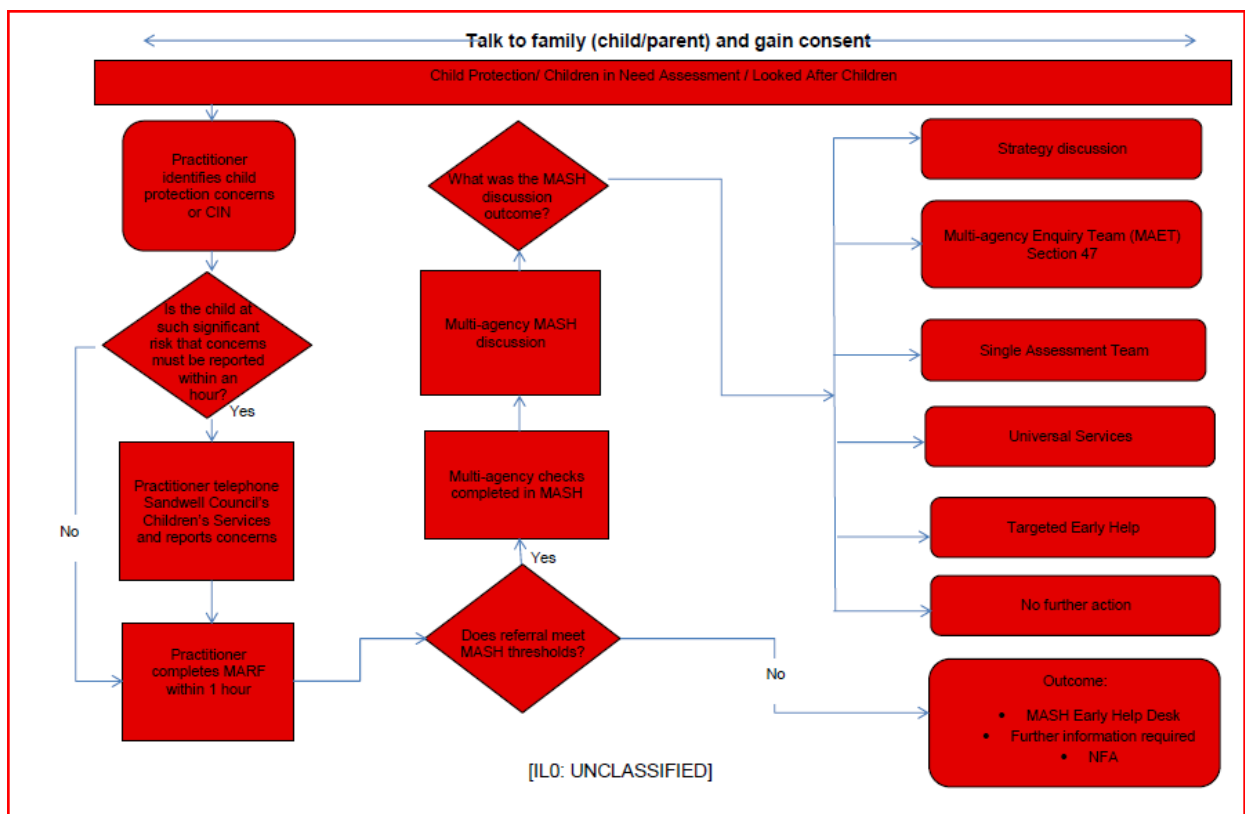 Talk to family (child/parent) and gain consent
Child Protection/ Children in Need Assessment / Looked After Children
Practitioner
identifies child
protection concerns
or CIN
Is the child at
such significant
risk that concerns
must be reported
within an
hour?
Yes
No
Practitioner telephone
Sandwell Council's
Children's Services
and reports concerns
Practitioner
completes MARF
within 1 hour
What was the MASH
discussion
outcome?
Multi-agency MASH
discussion
Multi-agency checks
completed in MASH
Yes
Does referral meet
MASH thresholds?
No
Strategy discussion
Multi-agency Enquiry Team (MAET)
Section 47
Single Assessment Team
Universal Services
Targeted Early Help
No further action
Outcome:
• MASH Early Help Desk
• Further information required
• NFA
[IL0: UNCLASSIFIED]